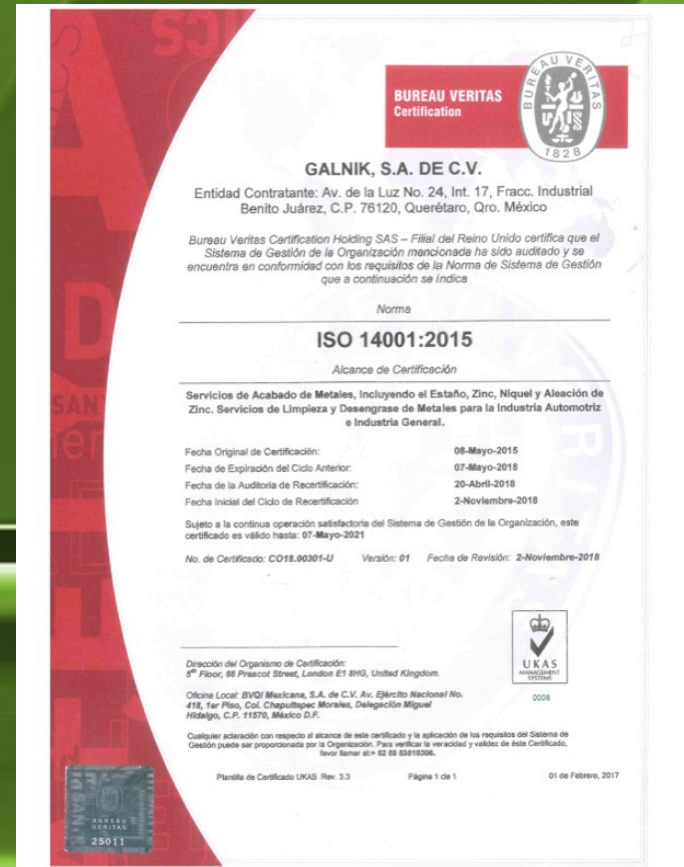 BUREAU VERITAS
Certification
BUREAU VERITAS
1828
GALNIK, S.A. DE C.V.
Entidad Contratante: Av. de la Luz No. 24, Int. 17, Fracc. Industrial
Benito Juárez, C.P. 76120, Querétaro, Qro. México
Bureau Veritas Certification Holding SAS – Filial del Reino Unido certifica que el
Sistema de Gestión de la Organización mencionada ha sido auditado y se
encuentra en conformidad con los requisitos de la Norma de Sistema de Gestión
que a continuación se indica
Norma
ISO 14001:2015
Alcance de Certificación
Servicios de Acabado de Metales, Incluyendo el Estaño, Zinc, Niquel y Aleación de
Zinc. Servicios de Limpieza y Desengrase de Metales para la Industria Automotriz
e Industria General.
Fecha Original de Certificación: 08-Mayo-2015
Fecha de Expiración del Ciclo Anterior: 07-Mayo-2018
Fecha de la Auditoria de Recertificación: 20-Abril-2018
Fecha Inicial del Ciclo de Recertificación 2-Noviembre-2018
Sujeto a la continua operación satisfactoria del Sistema de Gestión de la Organización, este
certificado es válido hasta: 07-Mayo-2021
No. de Certificado: CO18.00301-U Versión: 01 Fecha de Revisión: 2-Noviembre-2018
UKAS
MANAGEMENT
SYSTEMS
0008
Dirección del Organismo de Certificación:
5th Floor, 66 Prescot Street, London E1 8HG, United Kingdom.
Oficina Local: BVQI Mexicana, S.A. de C.V. Av. Ejército Nacional No.
418, 1er Piso, Col. Chapultepec Morales, Delegación Miguel
Hidalgo, C.P. 11570, México D.F.
Cualquier aclaración con respecto al alcance de este certificado y la aplicación de los requisitos del Sistema de
Gestión puede ser proporcionada por la Organización. Para verificar la veracidad y validez de éste Certificado,
favor llamar al:+ 52 55
Plantilla de Certificado UKAS Rev. 3.3 Página 1 de 1 01 de Febrero, 2017
BUREAU
VERITAS
25011